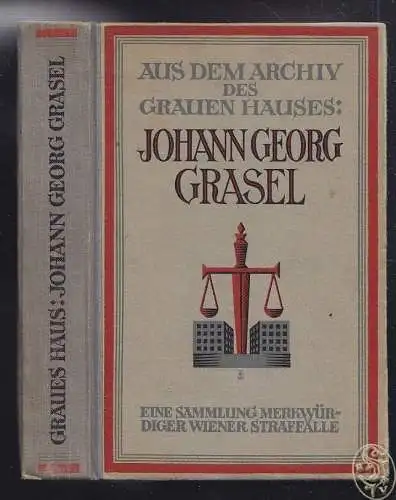 GRAUES HAUS: JOHANN GEORG GRASEL
AUS DEM ARCHIV
DES
GRAUEN HAUSES:
JOHANN GEORG
GRASEL
EINE SAMMLUNG MERKWÜR-
DIGER WIENER STRAFFÄLLE